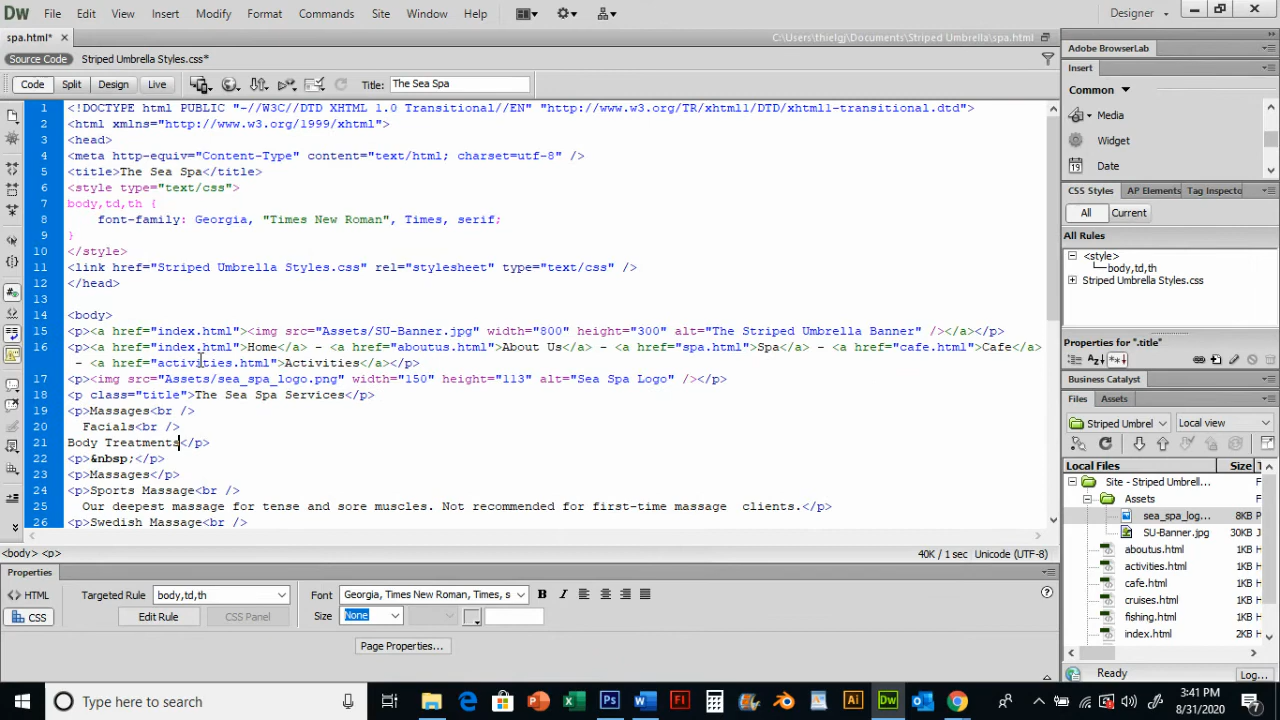 Dw File Edit View Insert Modify Format Commands Site Window Help Designer
spa.html* C:\Users\thielgj\Documents\Striped Umbrella\spa.html
Source Code Striped Umbrella Styles.css*
Code Split Design Live Title: The Sea Spa
1 <!DOCTYPE html PUBLIC "-//W3C//DTD XHTML 1.0 Transitional//EN" "http://www.w3.org/TR/xhtml1/DTD/xhtml1-transitional.dtd">
2 <html xmlns="http://www.w3.org/1999/xhtml">
3 <head>
4 <meta http-equiv="Content-Type" content="text/html; charset=utf-8" />
5 <title>The Sea Spa</title>
6 <style type="text/css">
7 body,td,th {
8 font-family: Georgia, "Times New Roman", Times, serif;
9 }
10 </style>
11 <link href="Striped Umbrella Styles.css" rel="stylesheet" type="text/css" />
12 </head>
13
14 <body>
15 <p><a href="index.html"><img src="Assets/SU-Banner.jpg" width="800" height="300" alt="The Striped Umbrella Banner" /></a></p>
16 <p><a href="index.html">Home</a> - <a href="aboutus.html">About Us</a> - <a href="spa.html">Spa</a> - <a href="cafe.html">Cafe</a>
- <a href="activities.html">Activities</a></p>
17 <p><img src="Assets/sea_spa_logo.png" width="150" height="113" alt="Sea Spa Logo" /></p>
18 <p class="title">The Sea Spa Services</p>
19 <p>Massages<br />
20 Facials<br />
21 Body Treatments</p>
22 <p>&nbsp;</p>
23 <p>Massages</p>
24 <p>Sports Massage<br />
25 Our deepest massage for tense and sore muscles. Not recommended for first-time massage  clients.</p>
26 <p>Swedish Massage<br />
<body> <p> 40K / 1 sec Unicode (UTF-8)
Properties
HTML Targeted Rule body,td,th Font Georgia, Times New Roman, Times, s B I
CSS Edit Rule CSS Panel Size None
Page Properties...
Adobe BrowserLab
Insert
Common
Media
Widget
Date
CSS Styles AP Elements Tag Inspecto
All Current
All Rules
<style>
body,td,th
Striped Umbrella Styles.css
Properties for ".title"
Az
Business Catalyst
Files Assets
Striped Umbrel Local view
Local Files Size
Site - Striped Umbrel... F
Assets F
sea_spa_log... 8KB P
SU-Banner.jpg 30KB
aboutus.html 1KB
activities.html 1KB
cafe.html 1KB
cruises.html 1KB
fishing.html 1KB
index.html 2KB
Ready Log...
Type here to search
Ps Fl Ai Dw
3:41 PM
8/31/2020